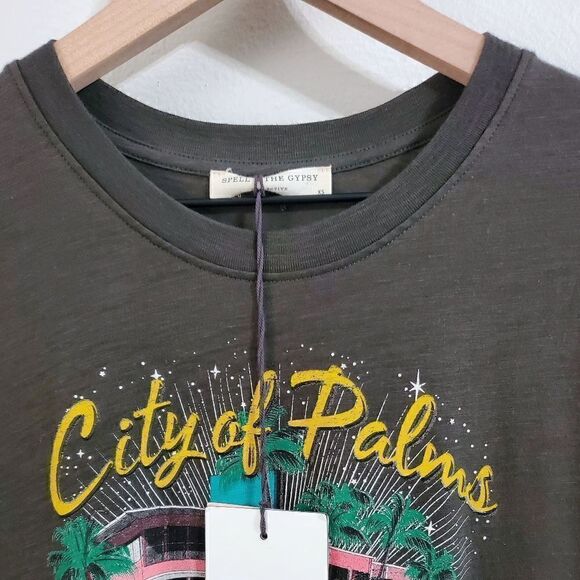 SPELL & THE GYPSY
XS
City of Palms